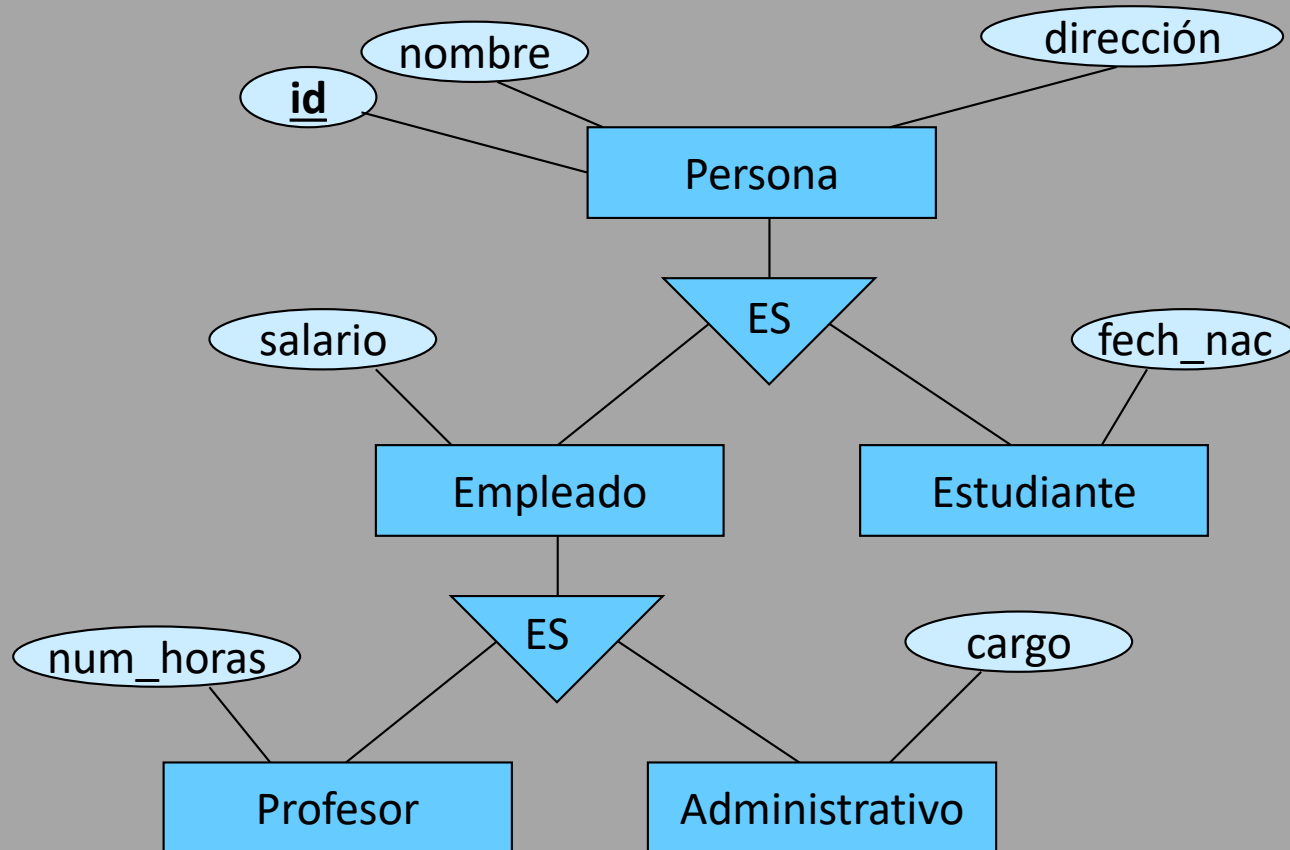 nombre
dirección
id
Persona
ES
salario
fech_nac
Empleado
Estudiante
ES
num_horas
cargo
Profesor
Administrativo